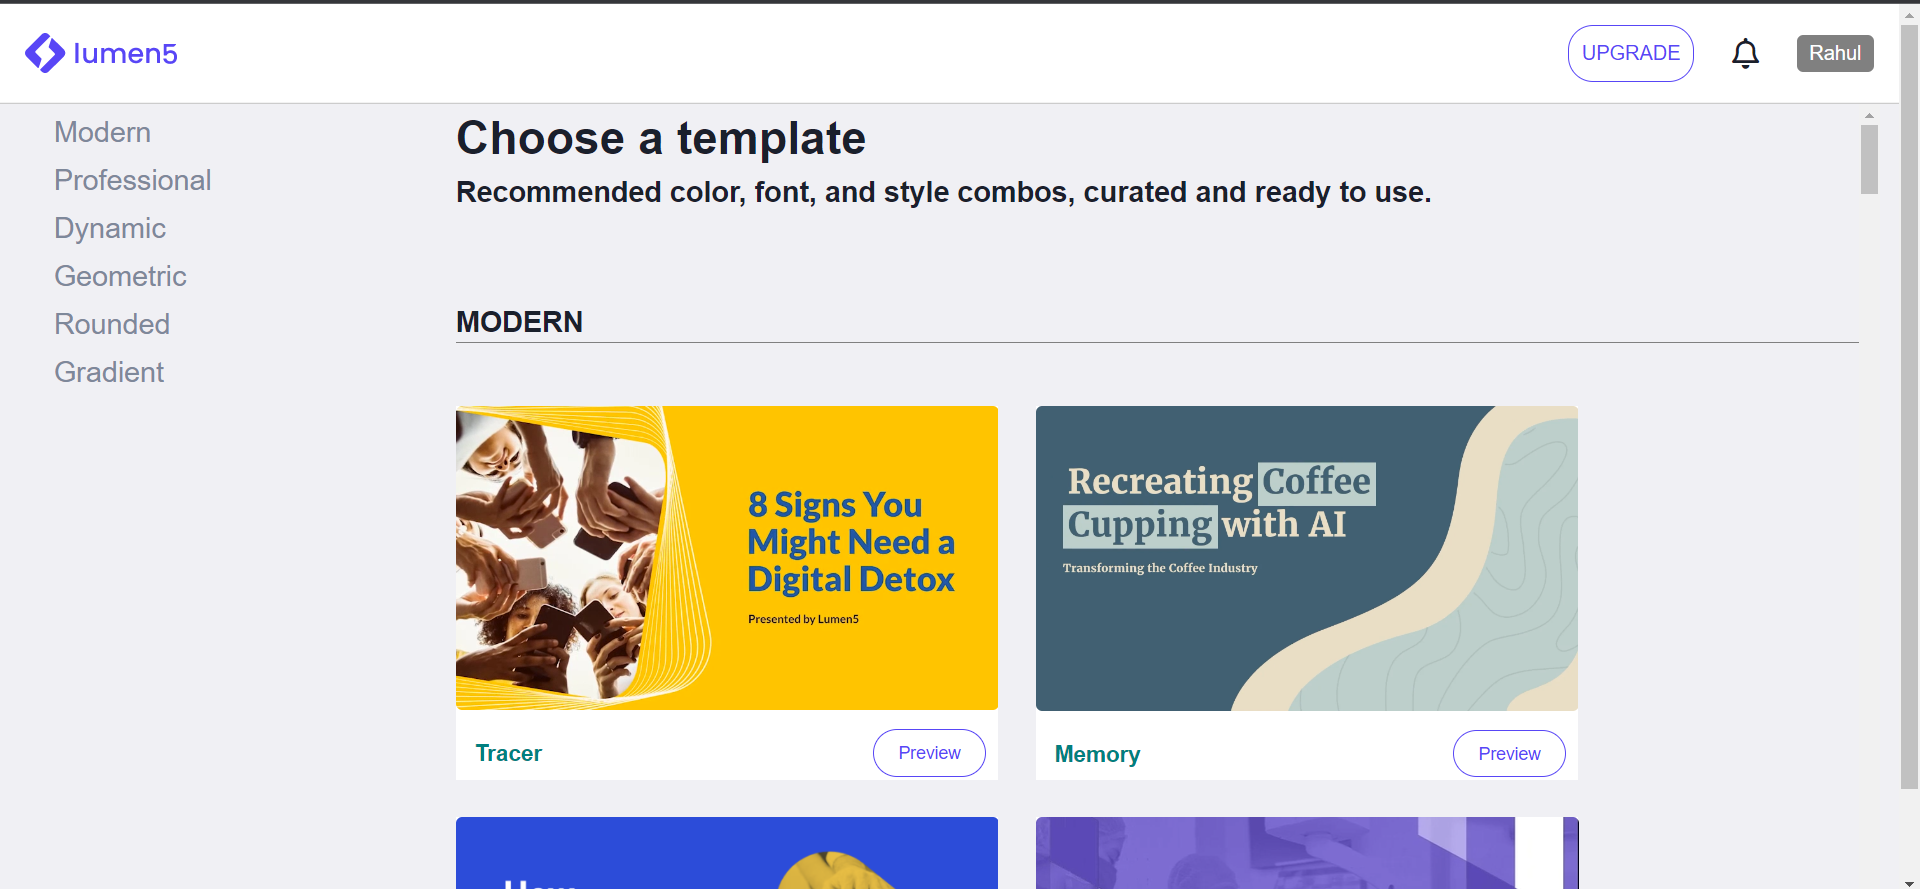 lumen5
UPGRADE
Rahul
Modern
Professional
Dynamic
Geometric
Rounded
Gradient
Choose a template
Recommended color, font, and style combos, curated and ready to use.
MODERN
8 Signs You
Might Need a
Digital Detox
Presented by Lumen5
Tracer
Preview
Recreating Coffee
Cupping with AI
Transforming the Coffee Industry
Memory
Preview